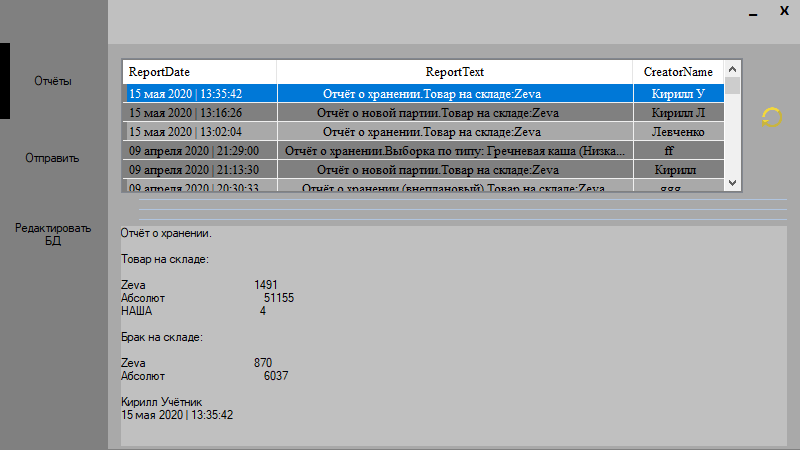 _ X
Отчёты
Отправить
Редактировать
БД
ReportDate ReportText CreatorName
15 мая 2020 | 13:35:42 Отчёт о хранении.Товар на складе:Zeva Кирилл У
15 мая 2020 | 13:16:26 Отчёт о новой партии.Товар на складе:Zeva Кирилл Л
15 мая 2020 | 13:02:04 Отчёт о хранении.Товар на складе:Zeva Левченко
09 апреля 2020 | 21:29:00 Отчёт о хранении.Выборка по типу: Гречневая каша (Низка... ff
09 апреля 2020 | 21:13:30 Отчёт о новой партии.Товар на складе:Zeva Кирилл
09 апреля 2020 | 20:30:33 Отчёт о хранении (внеплановый).Товар на складе:Zeva ggg
Отчёт о хранении.
Товар на складе:
Zeva 1491
Абсолют 51155
НАША 4
Брак на складе:
Zeva 870
Абсолют 6037
Кирилл Учётник
15 мая 2020 | 13:35:42